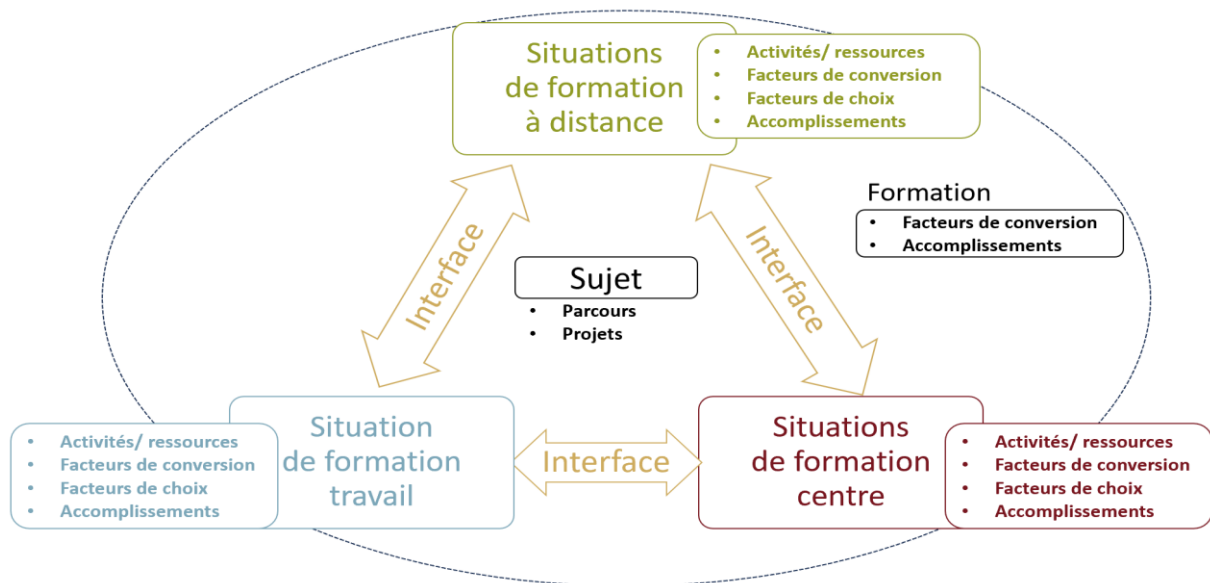 Situations
de formation
à distance
• Activités/ ressources
• Facteurs de conversion
• Facteurs de choix
• Accomplissements
Formation
• Facteurs de conversion
• Accomplissements
Interface
Interface
Sujet
• Parcours
• Projets
Situation
de formation
travail
• Activités/ ressources
• Facteurs de conversion
• Facteurs de choix
• Accomplissements
Interface
Situations
de formation
centre
• Activités/ ressources
• Facteurs de conversion
• Facteurs de choix
• Accomplissements